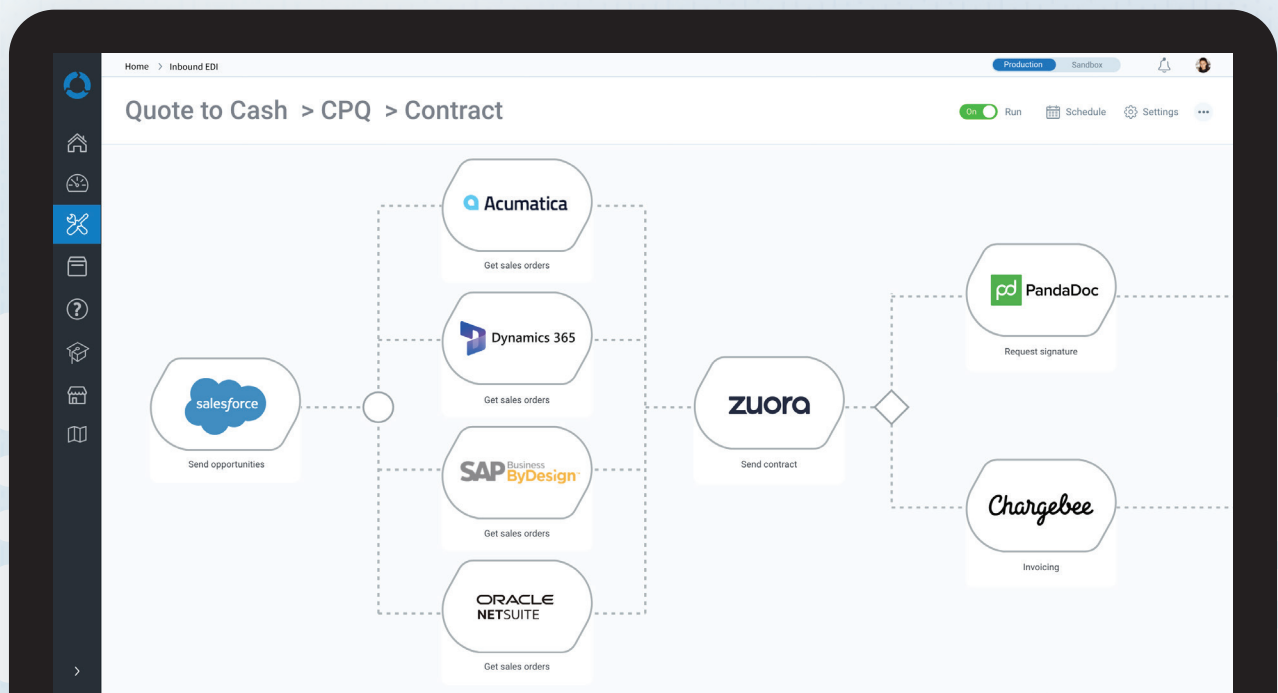 Home > Inbound EDI
Production Sandbox
Quote to Cash > CPQ > Contract
On Run Schedule Settings
Acumatica
Get sales orders
Dynamics 365
Get sales orders
salesforce
Send opportunities
SAP Business
ByDesign
Get sales orders
ORACLE
NETSUITE
Get sales orders
zuora
Send contract
pd PandaDoc
Request signature
Chargebee
Invoicing